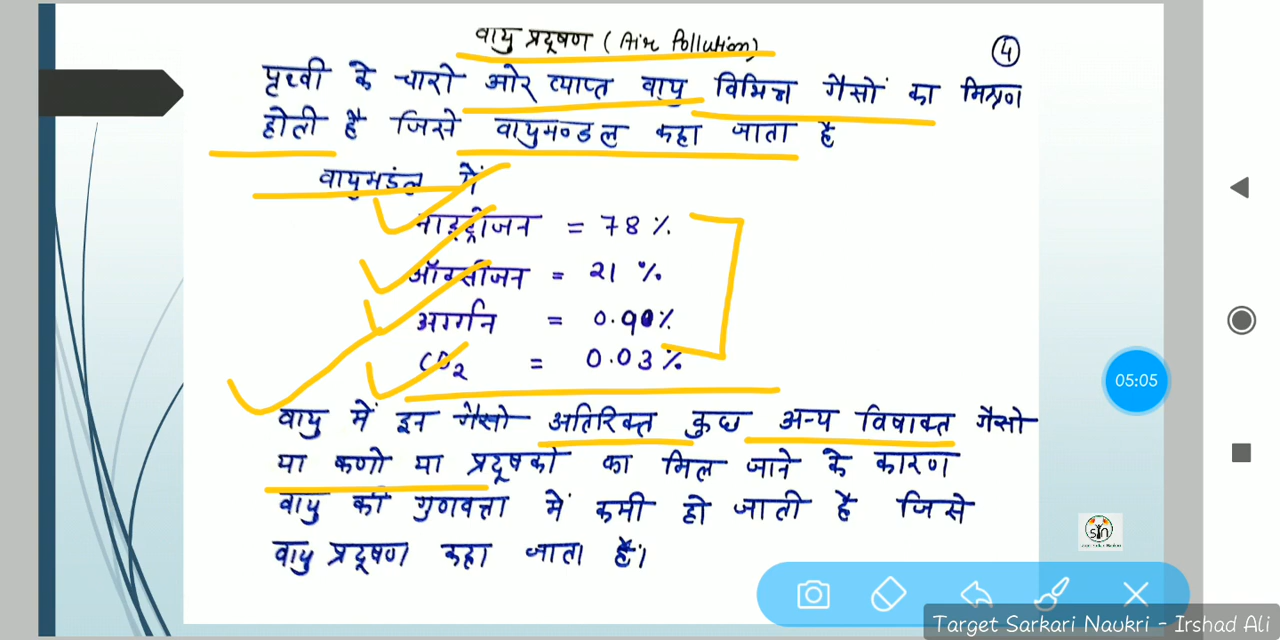 वायु प्रदूषण ( Air Pollution)
4
पृथ्वी के चारो ओर व्याप्त वायु विभिन्न गैसों का मिश्रण
होती है जिसे वायुमण्डल कहा जाता है
वायुमडंल में
नाइट्रोजन = 78 %
ऑक्सीजन = 21 %
आर्गन = 0.90%
CO2 = 0.03%
05:05
वायु में इन गैसो अतिरिक्त कुछ अन्य विषाक्त गैसो
या कणो या प्रदूषको का मिल जाने के कारण
वायु की गुणवत्ता में कमी हो जाती है जिसे
वायु प्रदूषण कहा जाता है।
Target Sarkari Naukri - Irshad Ali